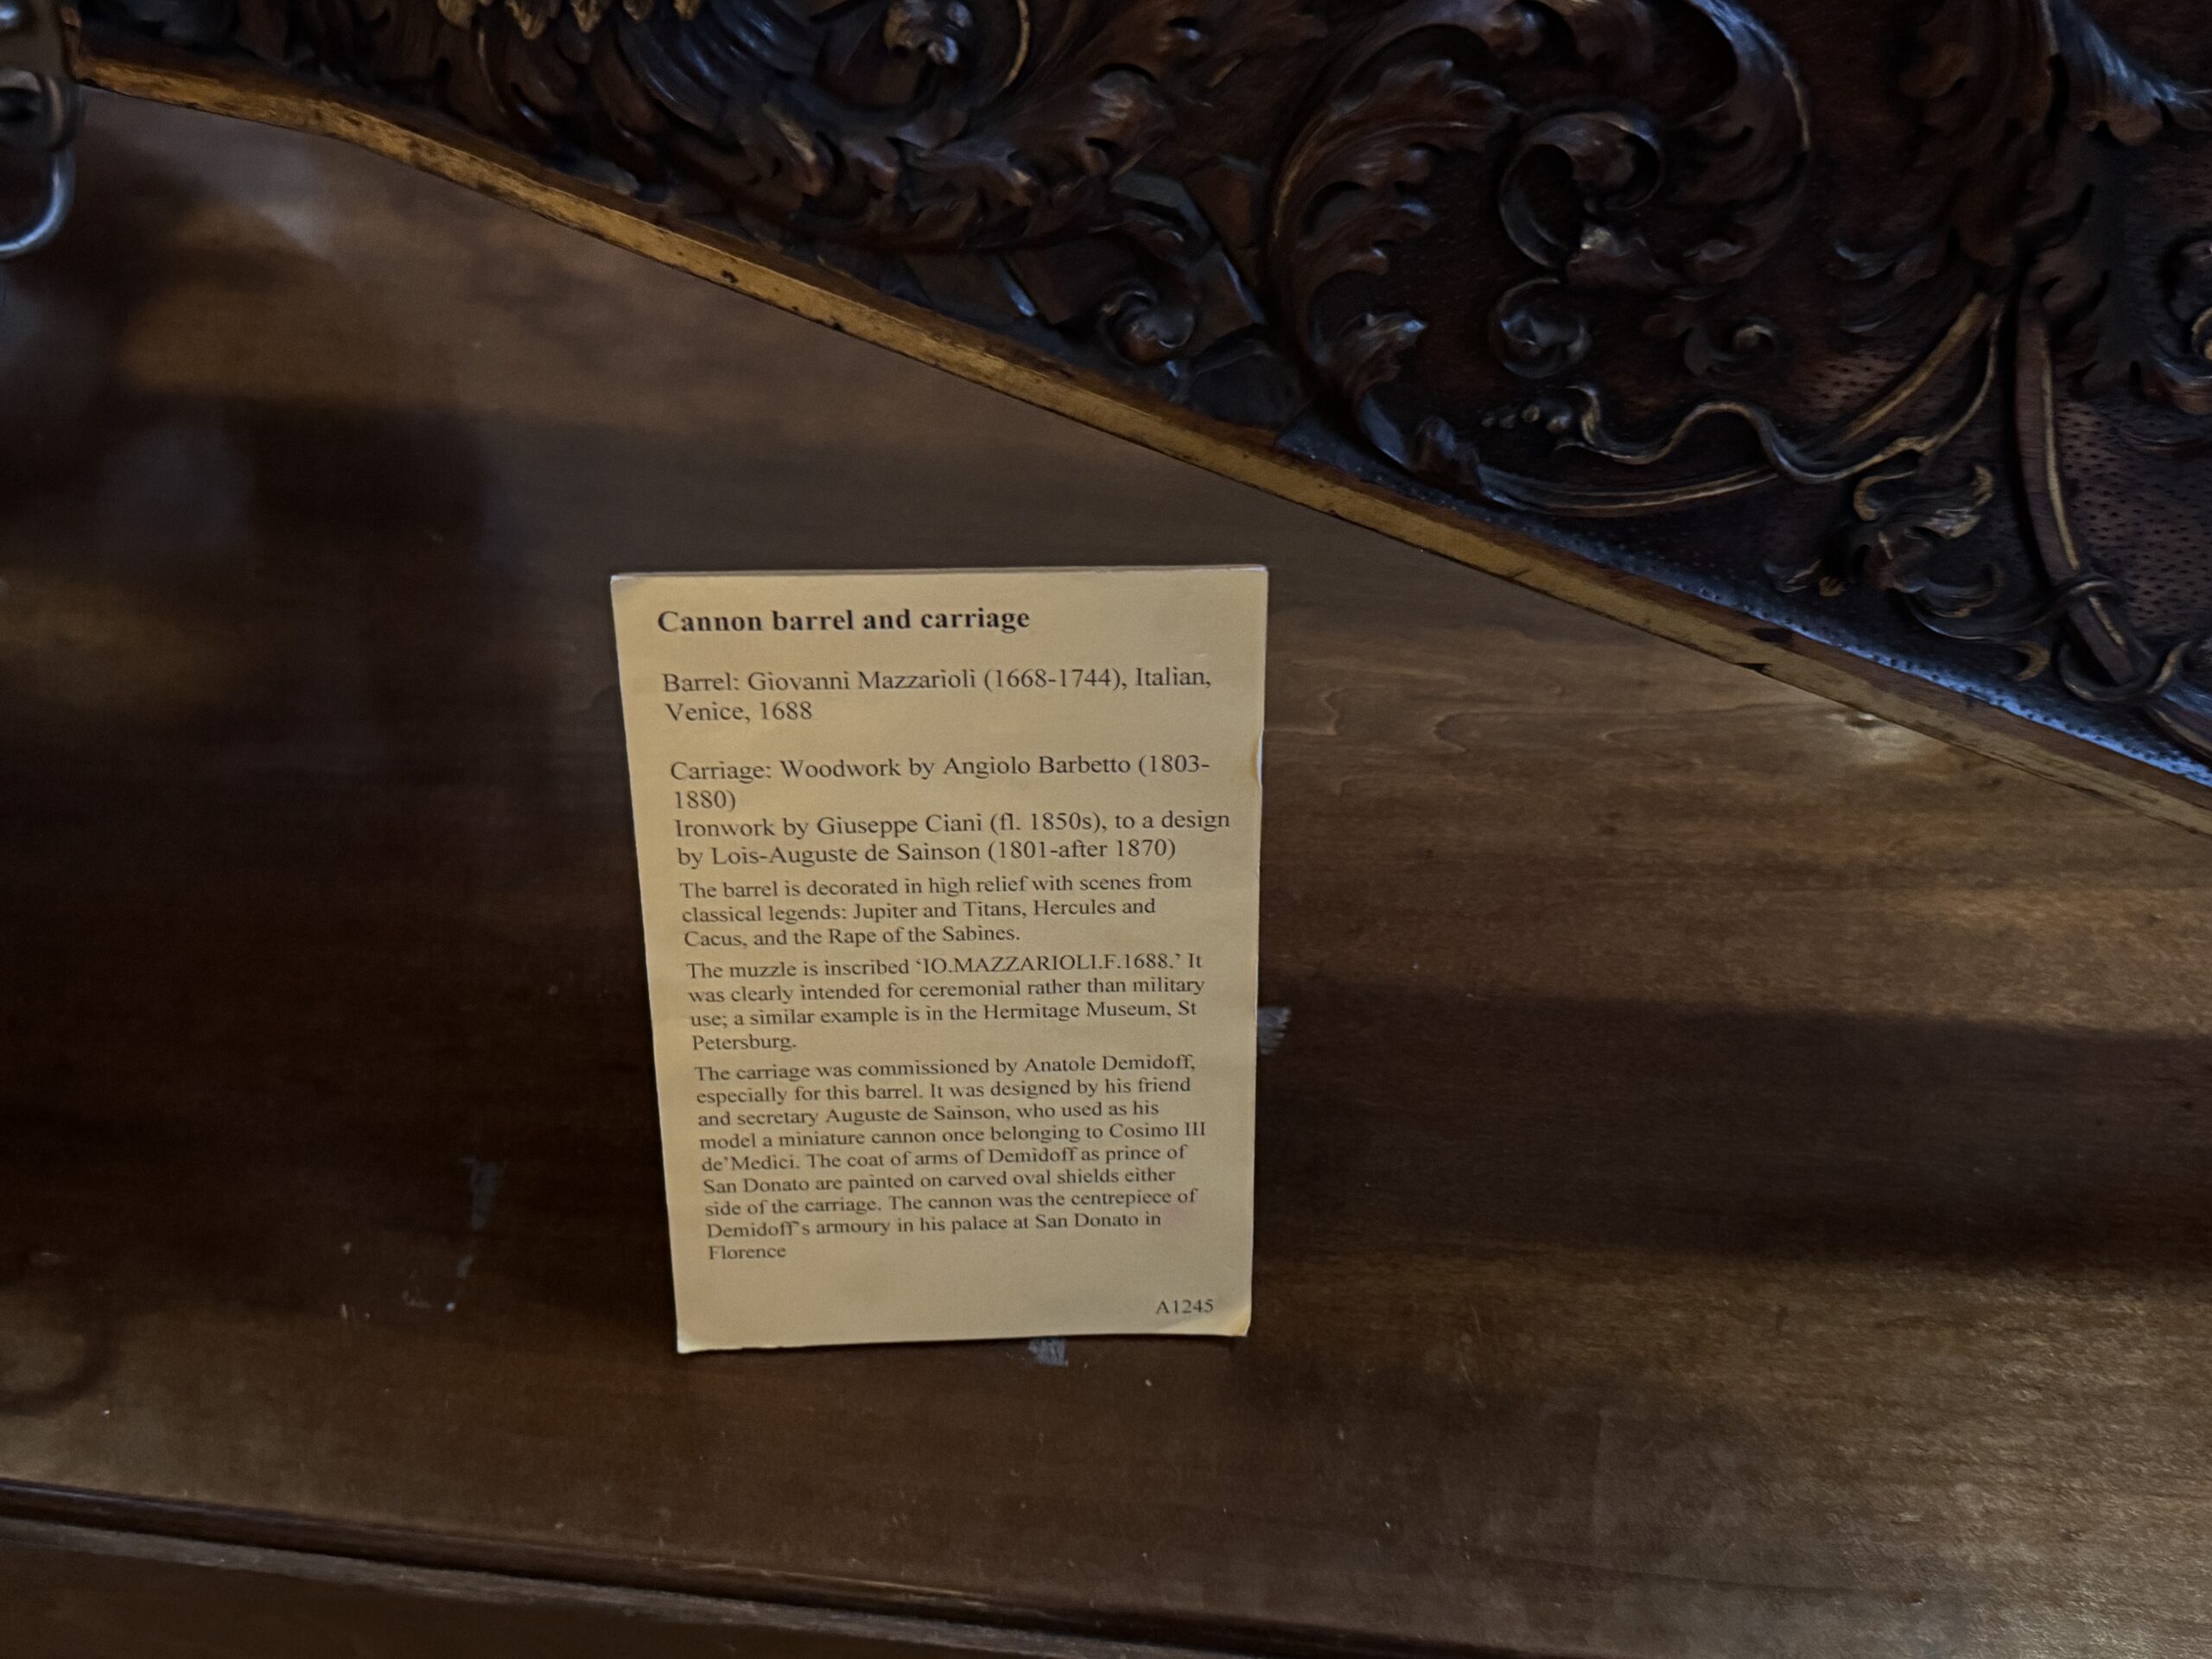 Cannon barrel and carriage
Barrel: Giovanni Mazzarioli (1668-1744), Italian,
Venice, 1688
Carriage: Woodwork by Angiolo Barbetto (1803-
1880)
Ironwork by Giuseppe Ciani (fl. 1850s), to a design
by Lois-Auguste de Sainson (1801-after 1870)
The barrel is decorated in high relief with scenes from
classical legends: Jupiter and Titans, Hercules and
Cacus, and the Rape of the Sabines.
The muzzle is inscribed ‘IO.MAZZARIOLI.F.1688.’ It
was clearly intended for ceremonial rather than military
use; a similar example is in the Hermitage Museum, St
Petersburg.
The carriage was commissioned by Anatole Demidoff,
especially for this barrel. It was designed by his friend
and secretary Auguste de Sainson, who used as his
model a miniature cannon once belonging to Cosimo III
de’Medici. The coat of arms of Demidoff as prince of
San Donato are painted on carved oval shields either
side of the carriage. The cannon was the centrepiece of
Demidoff’s armoury in his palace at San Donato in
Florence
A1245